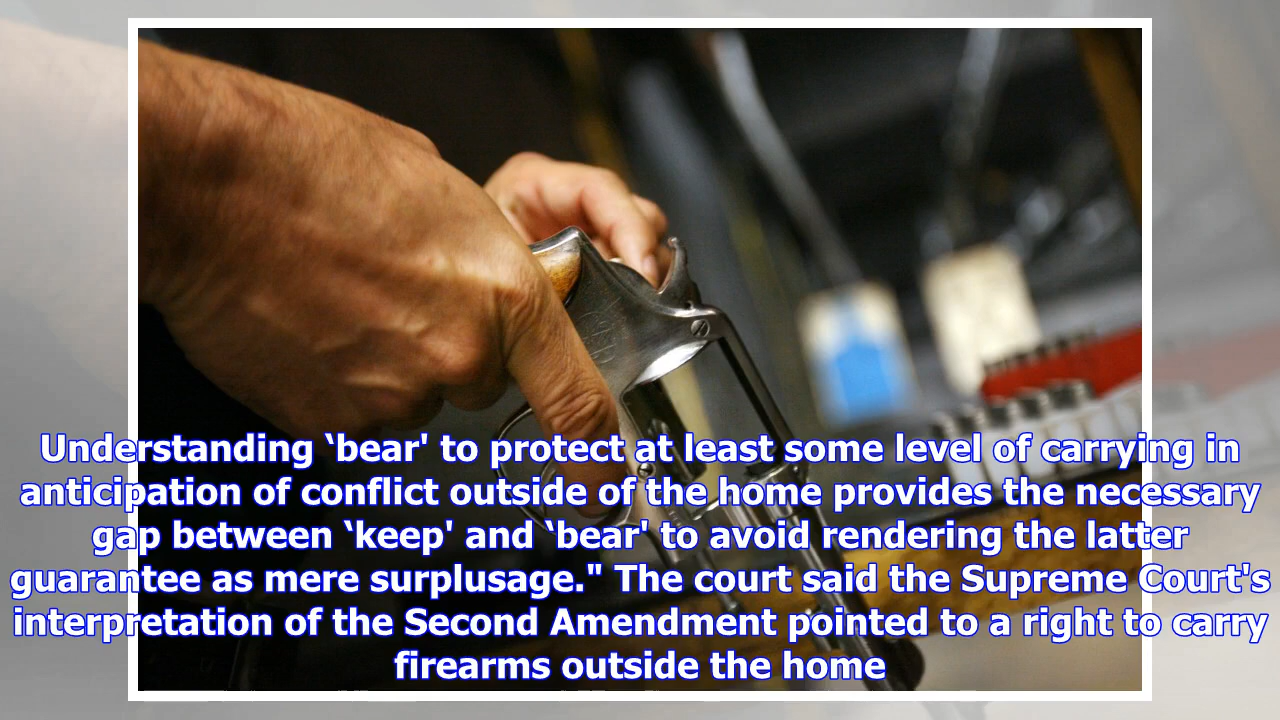 Understanding ‘bear' to protect at least some level of carrying in
anticipation of conflict outside of the home provides the necessary
gap between ‘keep' and ‘bear' to avoid rendering the latter
guarantee as mere surplusage." The court said the Supreme Court's
interpretation of the Second Amendment pointed to a right to carry
firearms outside the home